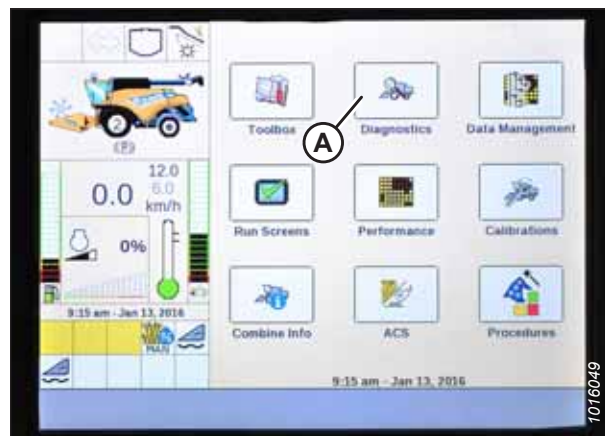 2
(P)
12.0
0.0
6.0
km/h
0%
9:15 am - Jan 13, 2016
MAN
Toolbox
Diagnostics
Data Management
A
Run Screens
Performance
Calibrations
Combine Info
ACS
Procedures
9:15 am - Jan 13, 2016
1016049